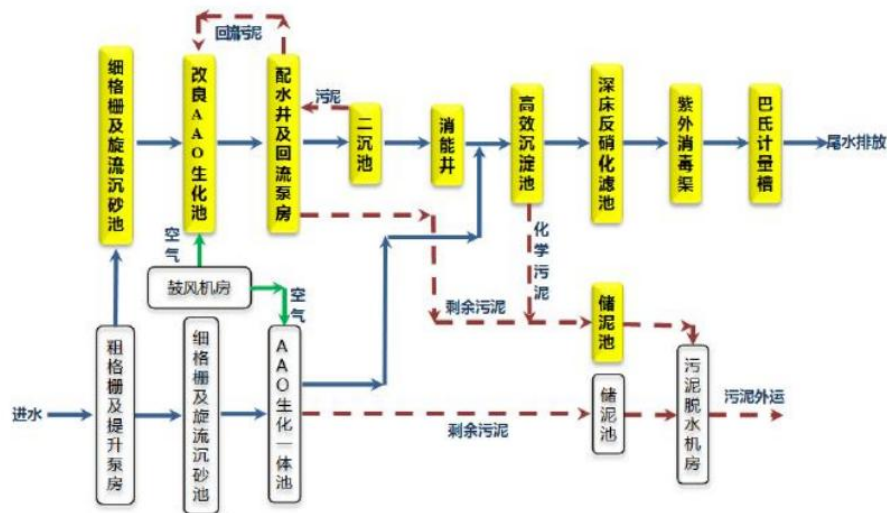 回流污泥
细格栅及旋流沉砂池
改良AAO生化池
配水井及回流泵房
污泥
二沉池
消能井
高效沉淀池
深床反硝化滤池
紫外消毒渠
巴氏计量槽
尾水排放
空气
鼓风机房
空气
化学污泥
剩余污泥
储泥池
进水
粗格栅及提升泵房
细格栅及旋流沉砂池
AAO生化一体池
剩余污泥
储泥池
污泥脱水机房
污泥外运